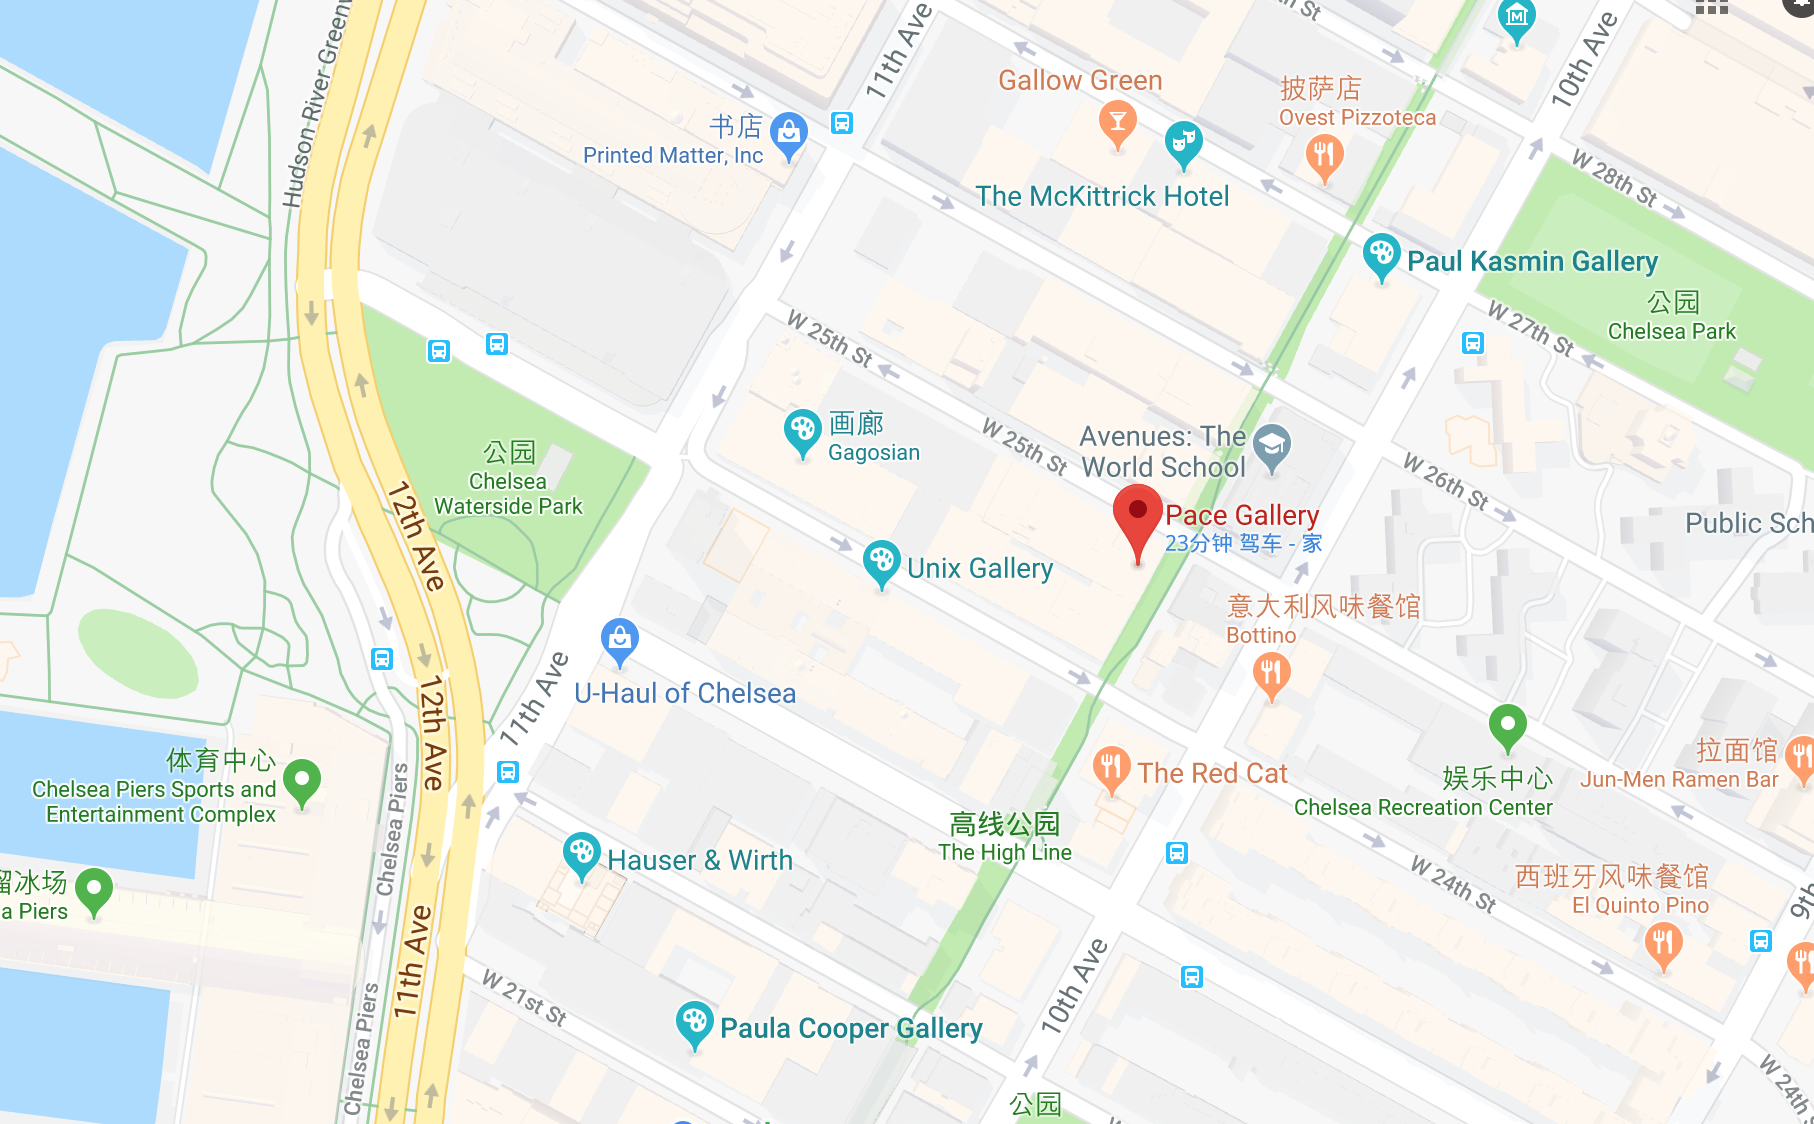 11th Ave
10th Ave
Hudson River Greenw
Gallow Green
披萨店
Ovest Pizzoteca
书店
Printed Matter, Inc
The McKittrick Hotel
W 28th St
Paul Kasmin Gallery
公园
Chelsea Park
W 27th St
W 25th St
画廊
Gagosian
W 25th St
Avenues: The
World School
W 26th St
公园
Chelsea
Waterside Park
12th Ave
Pace Gallery
23分钟 驾车 - 家
Public Sch
Unix Gallery
意大利风味餐馆
Bottino
U-Haul of Chelsea
11th Ave
12th Ave
体育中心
Chelsea Piers Sports and
Entertainment Complex
Chelsea Piers
The Red Cat
娱乐中心
Chelsea Recreation Center
拉面馆
Jun-Men Ramen Bar
高线公园
The High Line
Hauser & Wirth
W 24th St
西班牙风味餐馆
El Quinto Pino
9th
溜冰场
a Piers
11th Ave
10th Ave
W 21st St
Paula Cooper Gallery
Chelsea Piers
W 24th St
公园